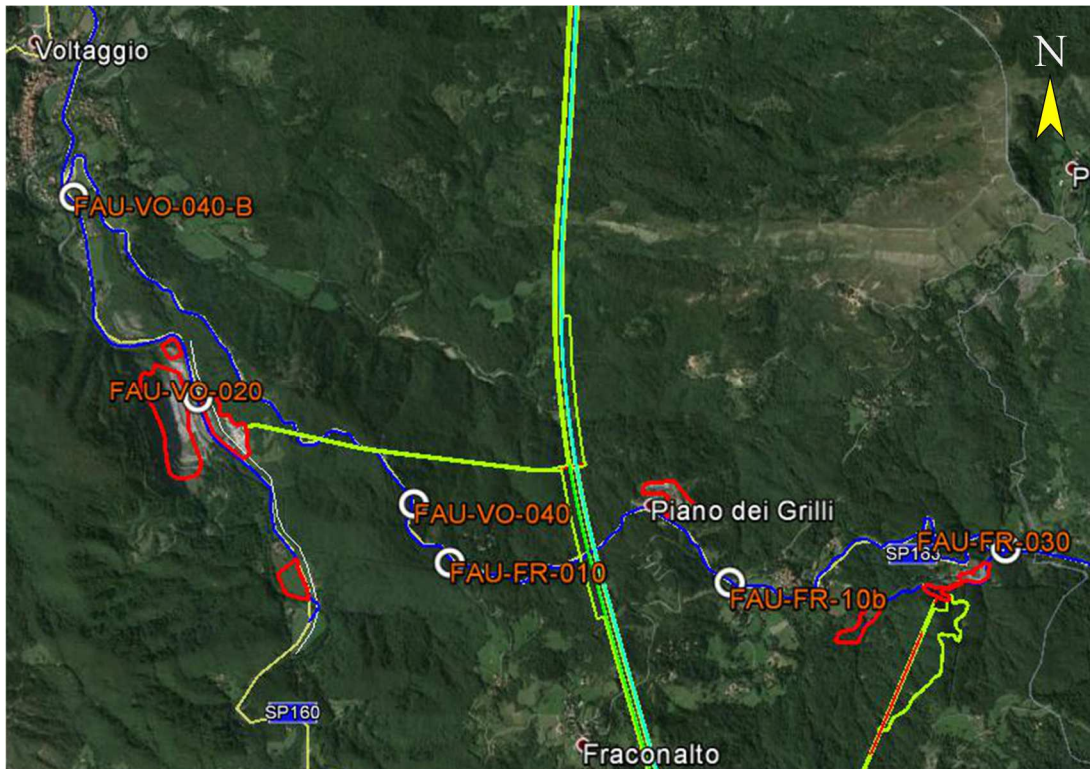 Voltaggio
N
P
FAU-VO-040-B
FAU-VO-020
FAU-VO-040
Piano dei Grilli
FAU-FR-030
SP163
FAU-FR-010
FAU-FR-10b
SP160
Fraconalto